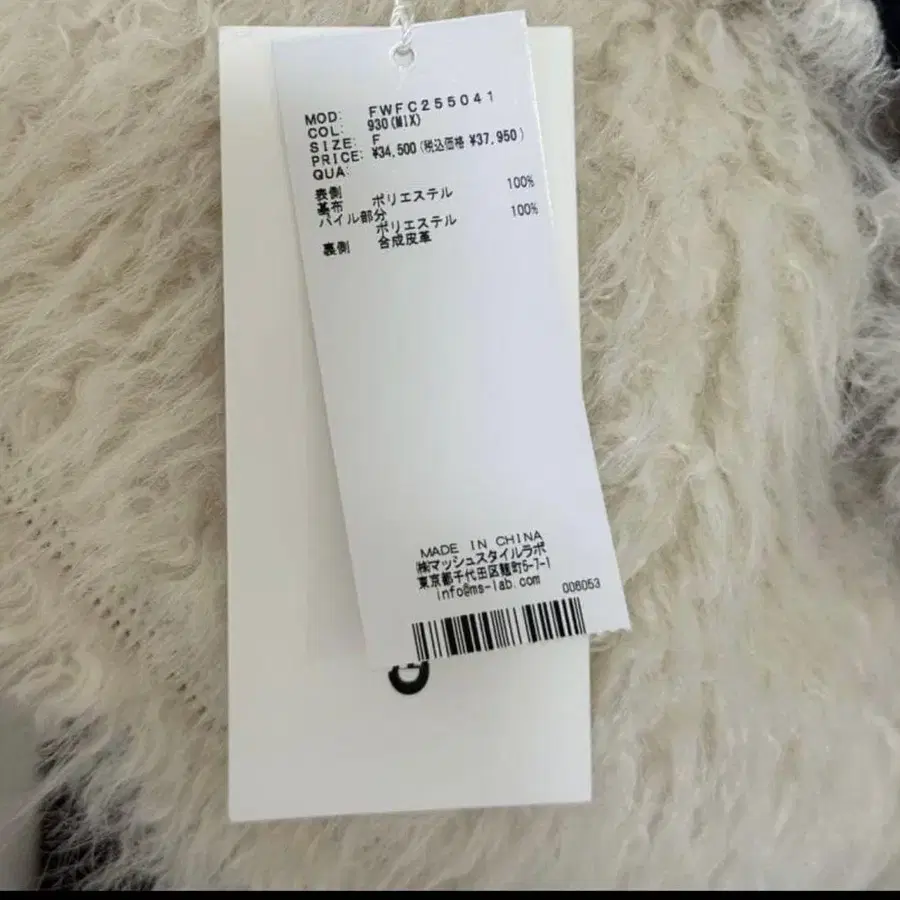 MOD: FWFC255041
COL: 930(MIX)
SIZE: F
PRICE: ¥34,500(税込価格 ¥37,950)
QUA:
表側
基布 ポリエステル 100%
パイル部分
ポリエステル 100%
裏側 合成皮革
MADE IN CHINA
㈱マッシュスタイルラボ
東京都千代田区麹町5-7-1
info@ms-lab.com
006053